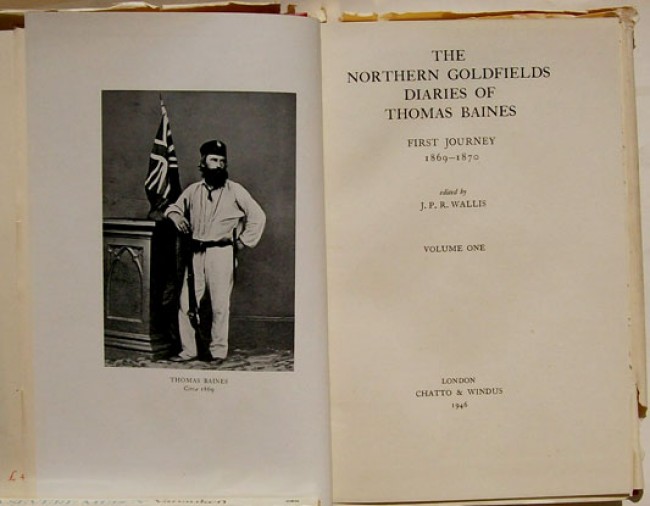 THOMAS BAINES
Circa 1869
£4
THE
NORTHERN GOLDFIELDS
DIARIES OF
THOMAS BAINES
FIRST JOURNEY
1869–1870
edited by
J. P. R. WALLIS
VOLUME ONE
LONDON
CHATTO & WINDUS
1946